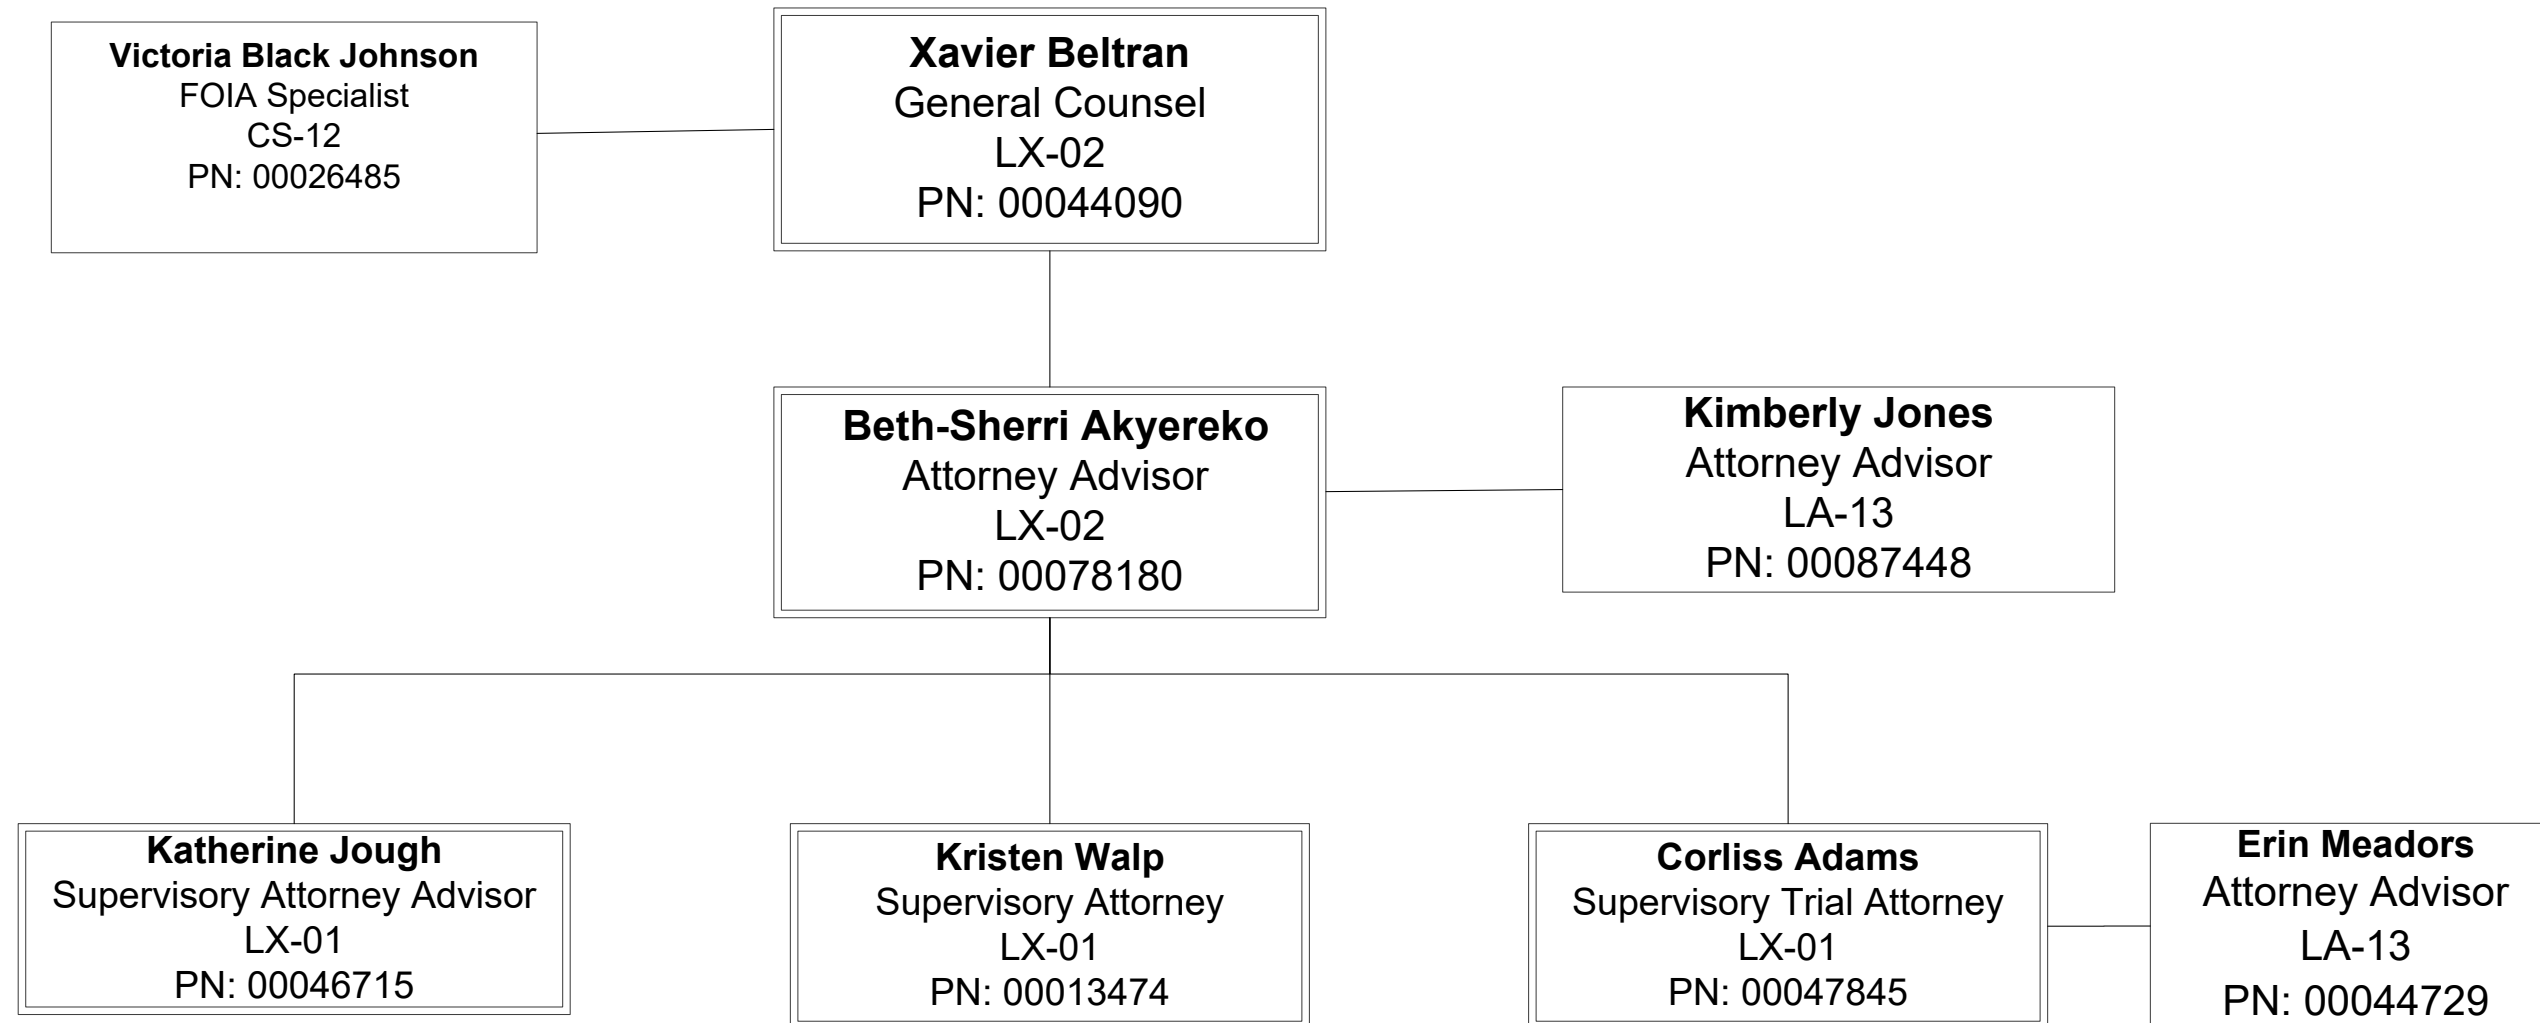 Victoria Black Johnson
FOIA Specialist
CS-12
PN: 00026485
Xavier Beltran
General Counsel
LX-02
PN: 00044090
Beth-Sherri Akyereko
Attorney Advisor
LX-02
PN: 00078180
Kimberly Jones
Attorney Advisor
LA-13
PN: 00087448
Katherine Jough
Supervisory Attorney Advisor
LX-01
PN: 00046715
Kristen Walp
Supervisory Attorney
LX-01
PN: 00013474
Corliss Adams
Supervisory Trial Attorney
LX-01
PN: 00047845
Erin Meadors
Attorney Advisor
LA-13
PN: 00044729